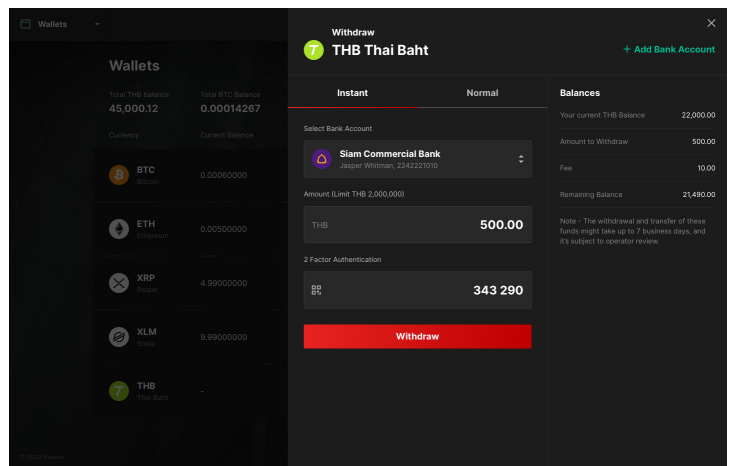 Wallets
Wallets
Total THB balance
Total BTC Balance
45,000.12
0.00014267
Currency
Current Balance
BTC
Bitcoin
0.00060000
ETH
Ethereum
0.00500000
XRP
Ripple
4.99000000
XLM
Stella
9.99000000
THB
Thai Baht
-
Withdraw
THB Thai Baht
+ Add Bank Account
Instant
Normal
Select Bank Account
Siam Commercial Bank
Jasper Whitman, 2242221010
Amount (Limit THB 2,000,000)
THB
500.00
2 Factor Authentication
343 290
Withdraw
Balances
Your current THB Balance
22,000.00
Amount to Withdraw
500.00
Fee
10.00
Remaining Balance
21,490.00
Note - The withdrawal and transfer of these
funds might take up to 7 business days, and
it's subject to operator review.